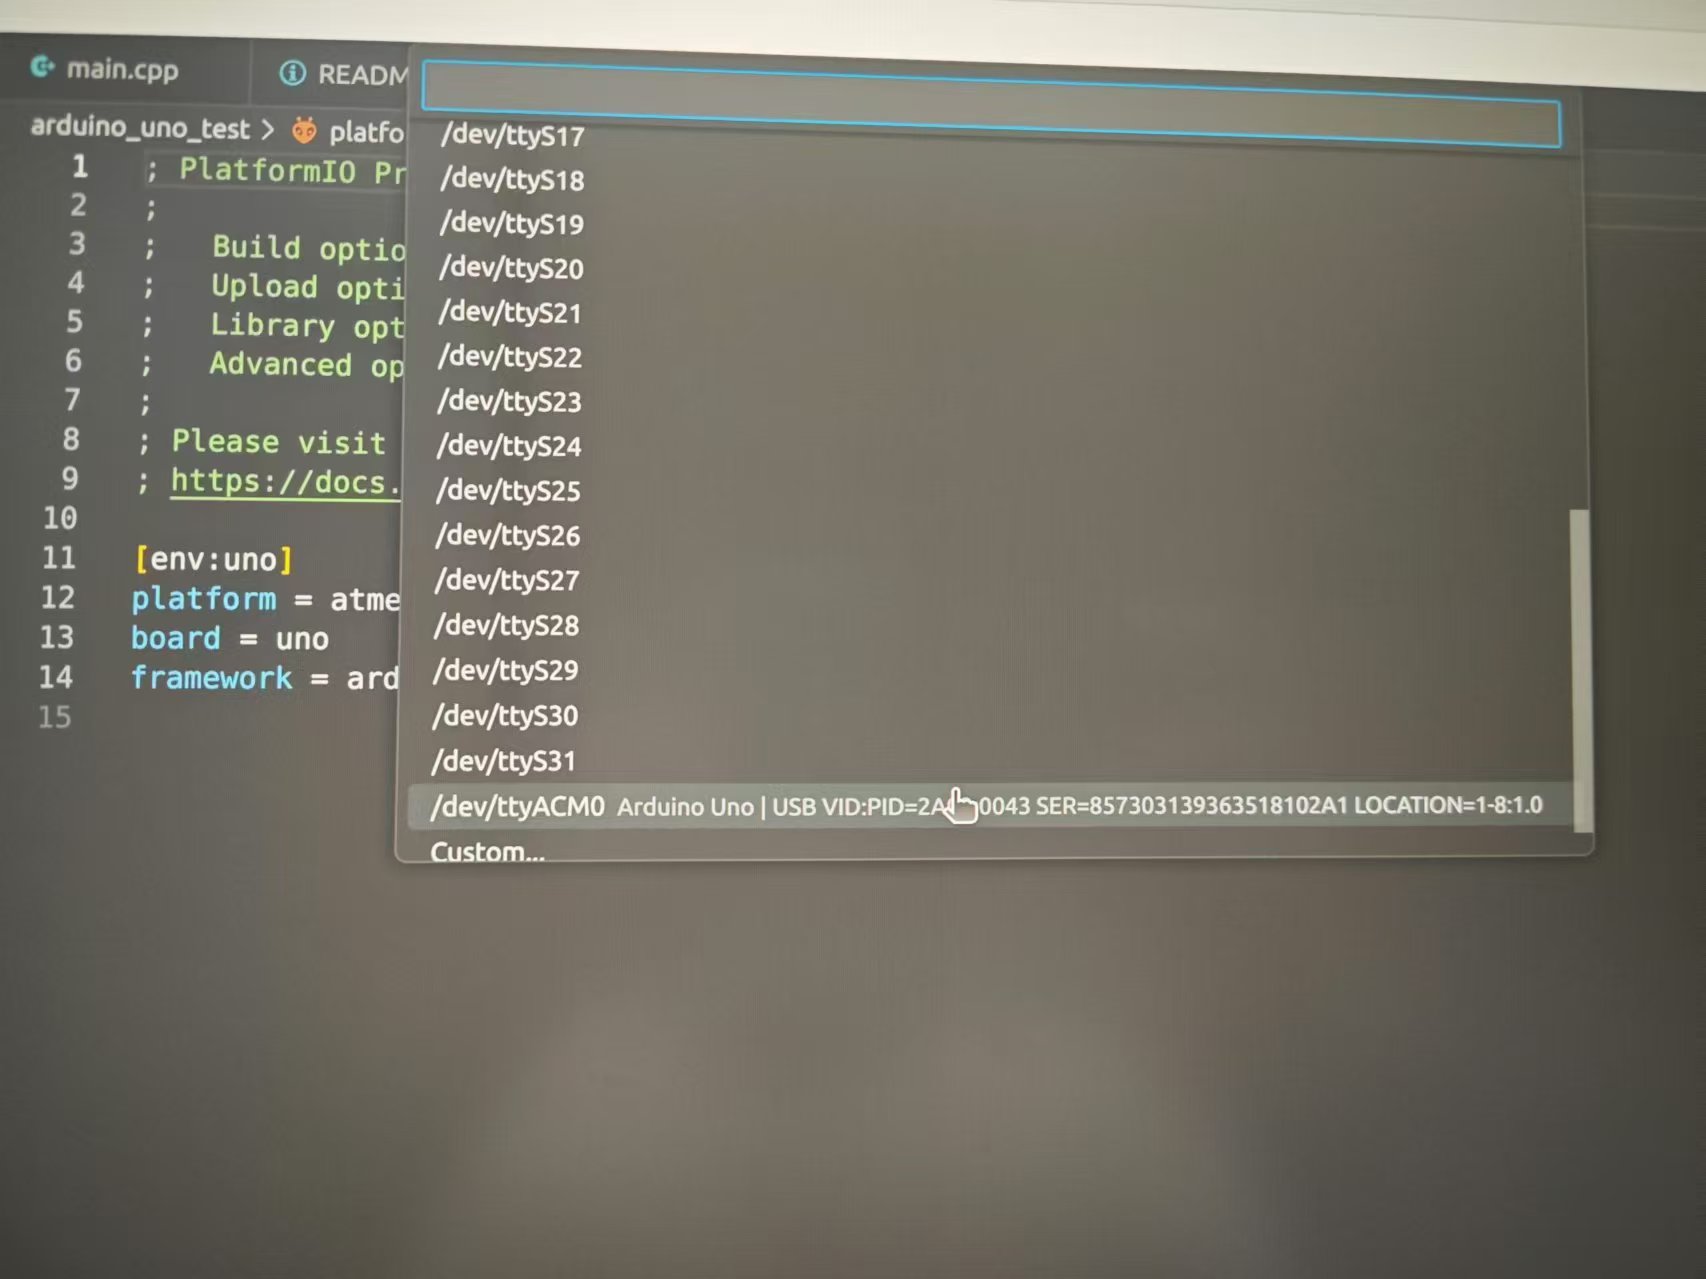 main.cpp
READM
arduino_uno_test > platfo
1 ; PlatformIO Pr
2 ;
3 ; Build optio
4 ; Upload opti
5 ; Library opt
6 ; Advanced op
7 ;
8 ; Please visit
9 ; https://docs.
10
11 [env:uno]
12 platform = atme
13 board = uno
14 framework = ard
15
/dev/ttyS17
/dev/ttyS18
/dev/ttyS19
/dev/ttyS20
/dev/ttyS21
/dev/ttyS22
/dev/ttyS23
/dev/ttyS24
/dev/ttyS25
/dev/ttyS26
/dev/ttyS27
/dev/ttyS28
/dev/ttyS29
/dev/ttyS30
/dev/ttyS31
/dev/ttyACM0 Arduino Uno | USB VID:PID=2A 0043 SER=857303139363518102A1 LOCATION=1-8:1.0
Custom...